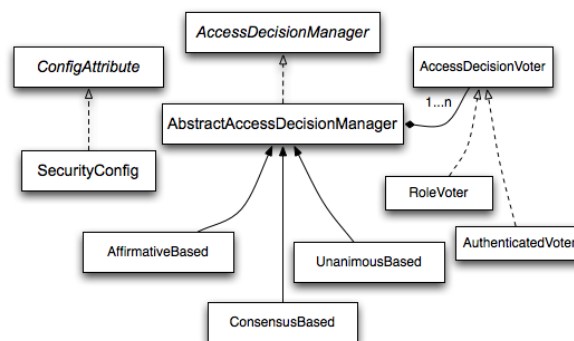 AccessDecisionManager
ConfigAttribute
AccessDecisionVoter
1...n
AbstractAccessDecisionManager
SecurityConfig
RoleVoter
AffirmativeBased
AuthenticatedVoter
UnanimousBased
ConsensusBased